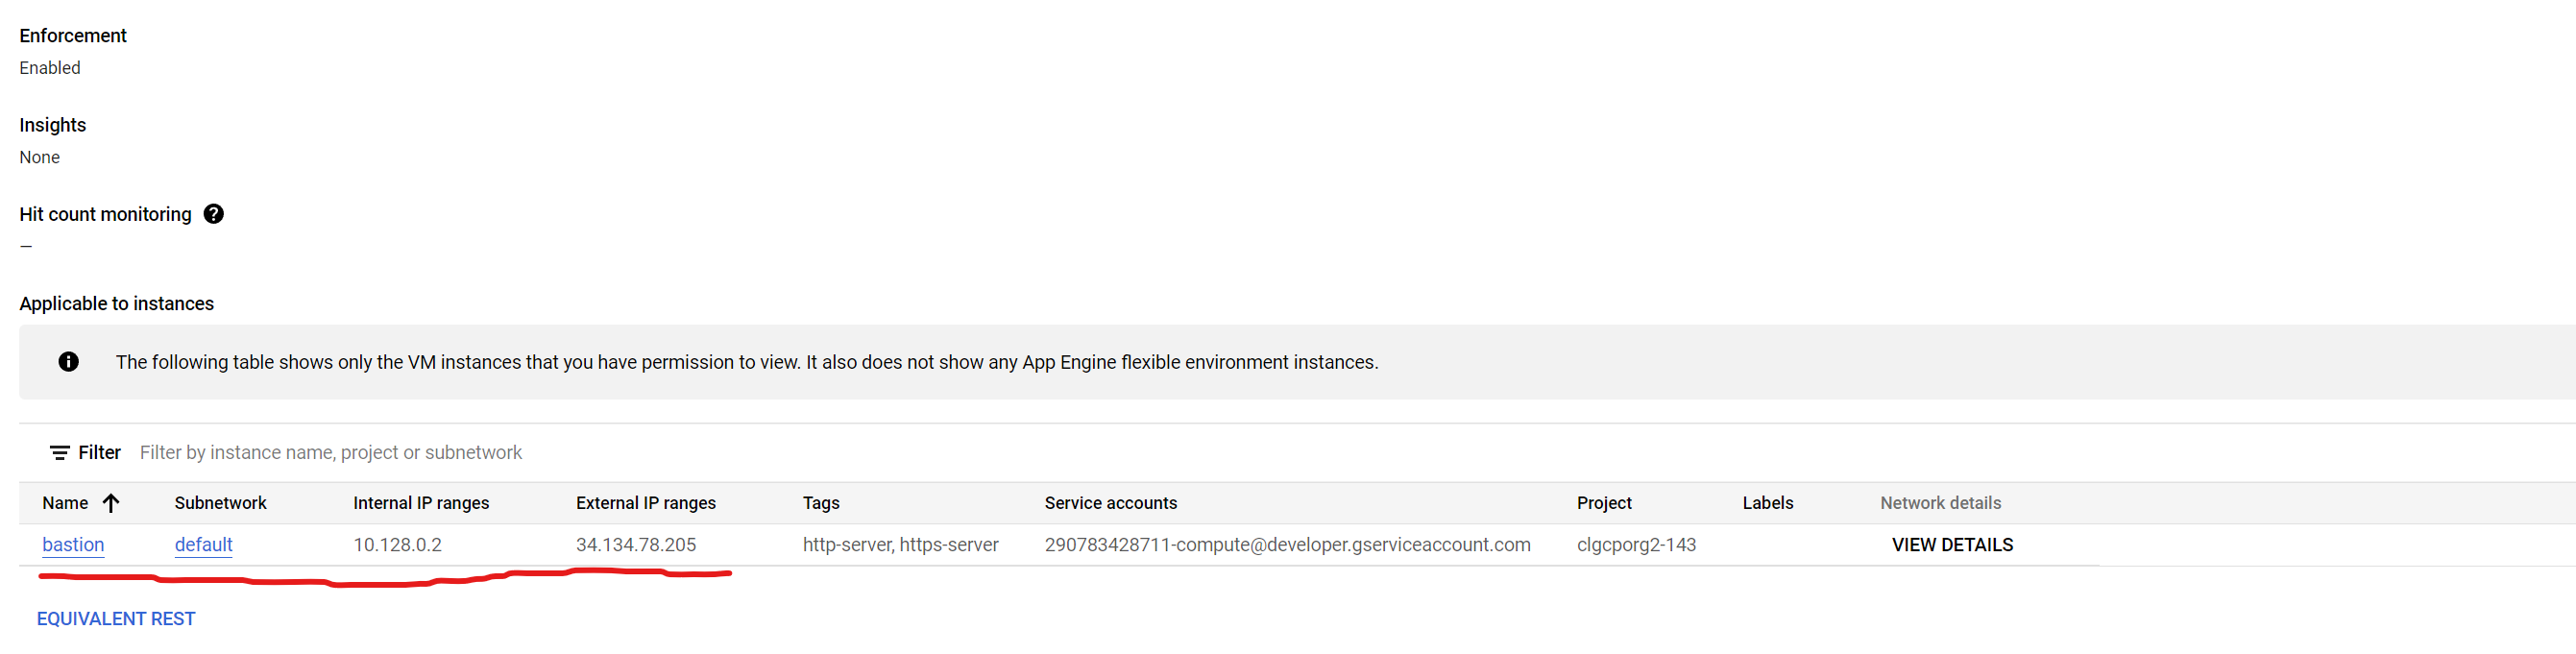 Enforcement
Enabled
Insights
None
Hit count monitoring ?
—
Applicable to instances
The following table shows only the VM instances that you have permission to view. It also does not show any App Engine flexible environment instances.
Filter Filter by instance name, project or subnetwork
Name Subnetwork Internal IP ranges External IP ranges Tags Service accounts Project Labels Network details
bastion default 10.128.0.2 34.134.78.205 http-server, https-server 290783428711-compute@developer.gserviceaccount.com clgcporg2-143 VIEW DETAILS
EQUIVALENT REST